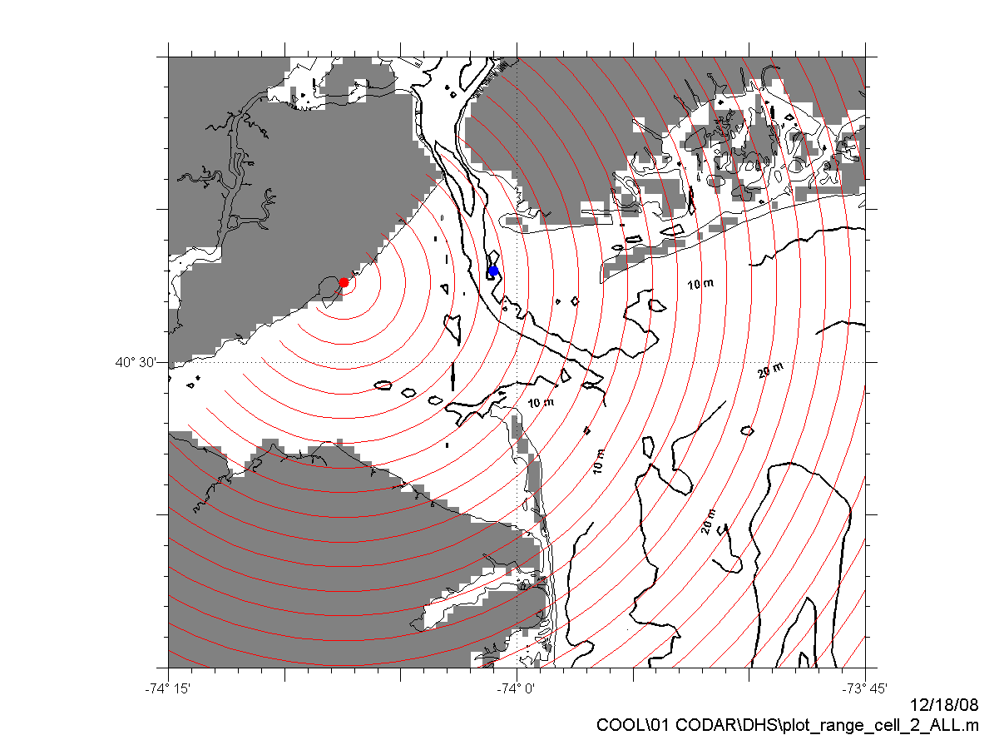 10 m
40° 30'
20 m
10 m
10 m
20 m
-74° 15'
-74° 0'
-73° 45'
12/18/08
COOL\01 CODAR\DHS\plot_range_cell_2_ALL.m